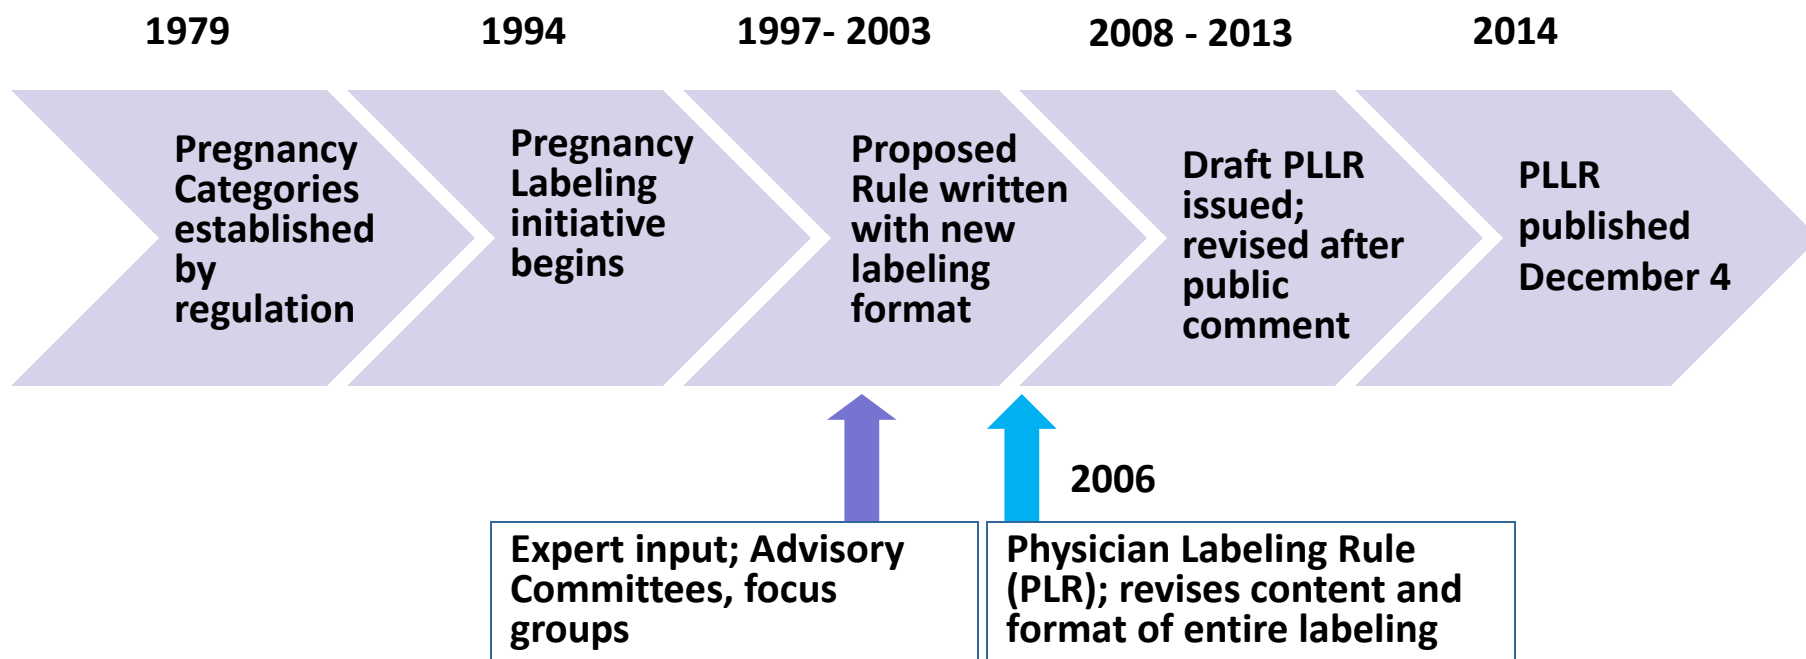 1979
1994
1997- 2003
2008 - 2013
2014
Pregnancy
Categories
established
by
regulation
Pregnancy
Labeling
initiative
begins
Proposed
Rule written
with new
labeling
format
Draft PLLR
issued;
revised after
public
comment
PLLR
published
December 4
2006
Expert input; Advisory
Committees, focus
groups
Physician Labeling Rule
(PLR); revises content and
format of entire labeling